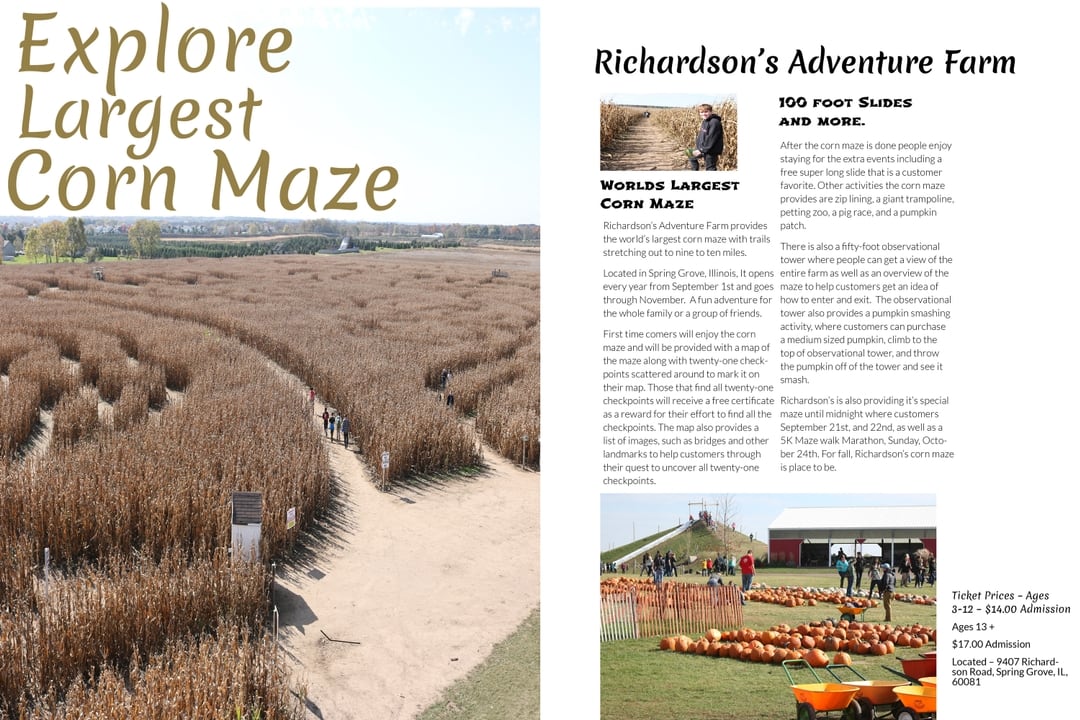 Explore
Largest
Corn Maze
Richardson's Adventure Farm
Worlds Largest
Corn Maze
Richardson's Adventure Farm provides
the world's largest corn maze with trails
stretching out to nine to ten miles.
Located in Spring Grove, Illinois, It opens
every year from September 1st and goes
through November. A fun adventure for
the whole family or a group of friends.
First time comers will enjoy the corn
maze and will be provided with a map of
the maze along with twenty-one check-
points scattered around to mark it on
their map. Those that find all twenty-one
checkpoints will receive a free certificate
as a reward for their effort to find all the
checkpoints. The map also provides a
list of images, such as bridges and other
landmarks to help customers through
their quest to uncover all twenty-one
checkpoints.
100 foot Slides
and more.
After the corn maze is done people enjoy
staying for the extra events including a
free super long slide that is a customer
favorite. Other activities the corn maze
provides are zip lining, a giant trampoline,
petting zoo, a pig race, and a pumpkin
patch.
There is also a fifty-foot observational
tower where people can get a view of the
entire farm as well as an overview of the
maze to help customers get an idea of
how to enter and exit. The observational
tower also provides a pumpkin smashing
activity, where customers can purchase
a medium sized pumpkin, climb to the
top of observational tower, and throw
the pumpkin off of the tower and see it
smash.
Richardson's is also providing it's special
maze until midnight where customers
September 21st, and 22nd, as well as a
5K Maze walk Marathon, Sunday, Octo-
ber 24th. For fall, Richardson's corn maze
is place to be.
Ticket Prices – Ages
3-12 – $14.00 Admission
Ages 13 +
$17.00 Admission
Located – 9407 Richard-
son Road, Spring Grove, IL,
60081